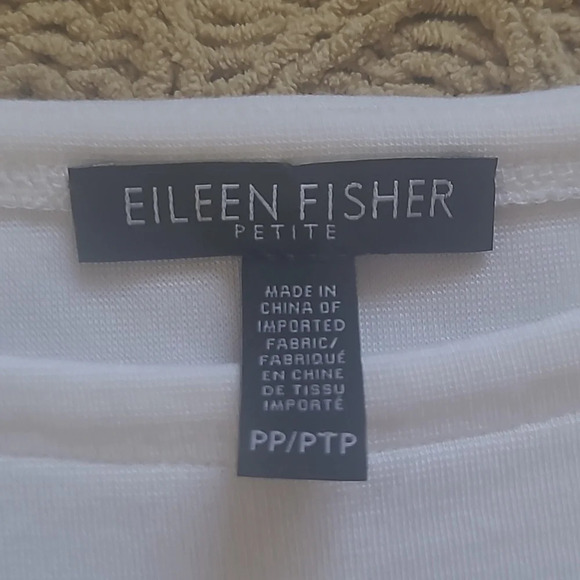 EILEEN FISHER
PETITE
MADE IN
CHINA OF
IMPORTED
FABRIC/
FABRIQUÉ
EN CHINE
DE TISSU
IMPORTÉ
PP/PTP